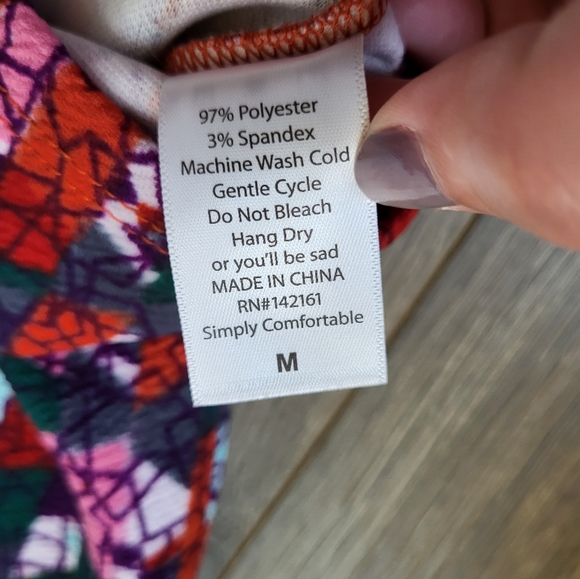 97% Polyester
3% Spandex
Machine Wash Cold
Gentle Cycle
Do Not Bleach
Hang Dry
or you'll be sad
MADE IN CHINA
RN#142161
Simply Comfortable
M